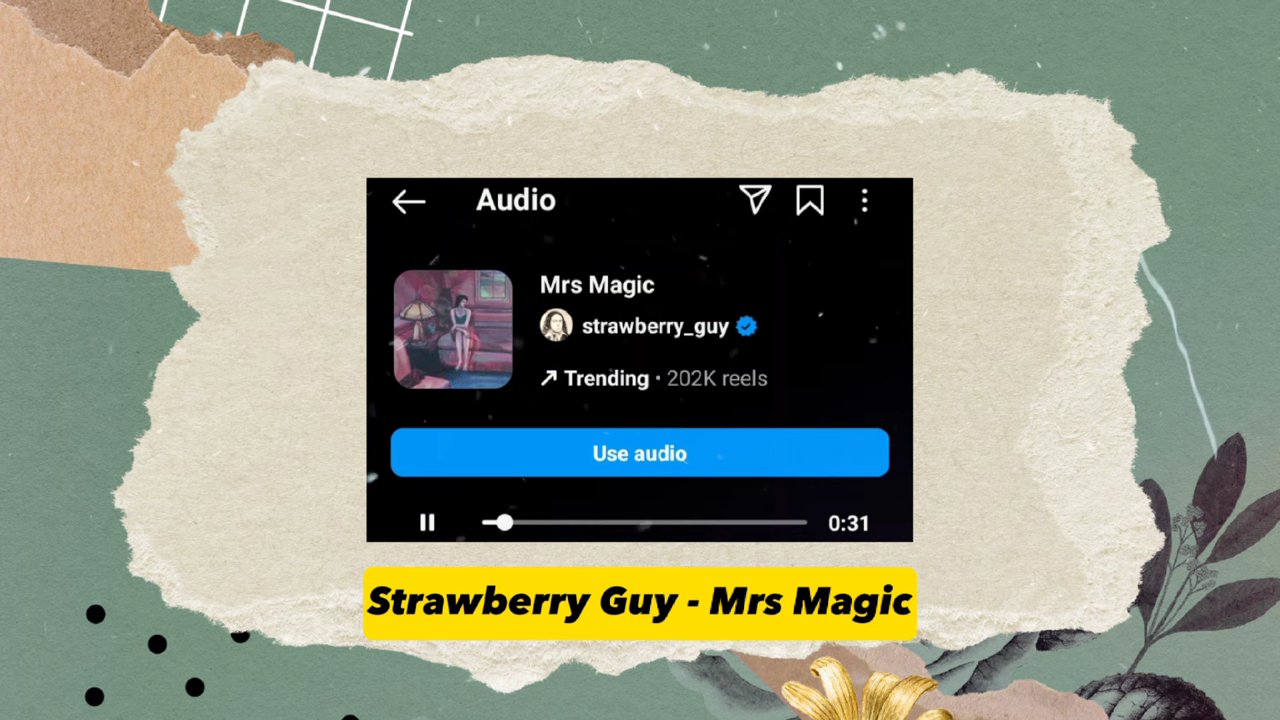 Audio
Mrs Magic
strawberry_guy
Trending · 202K reels
Use audio
0:31
Strawberry Guy - Mrs Magic